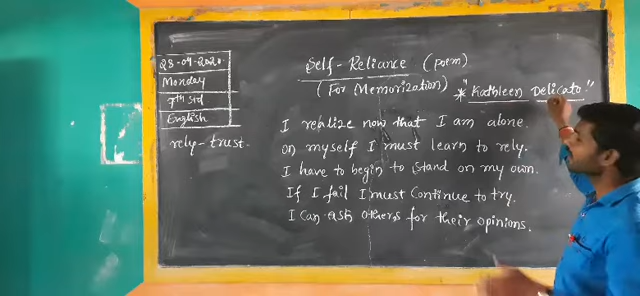 28-09-2020.
Monday
9th Std
English
rely-trust.
Self-Reliance (Poem)
(For Memorization)
* "Kathleen Delicato"
I realize now that I am alone.
On myself I must learn to rely.
I have to begin to stand on my own.
If I fail I must continue to try.
I can ask others for their opinions.